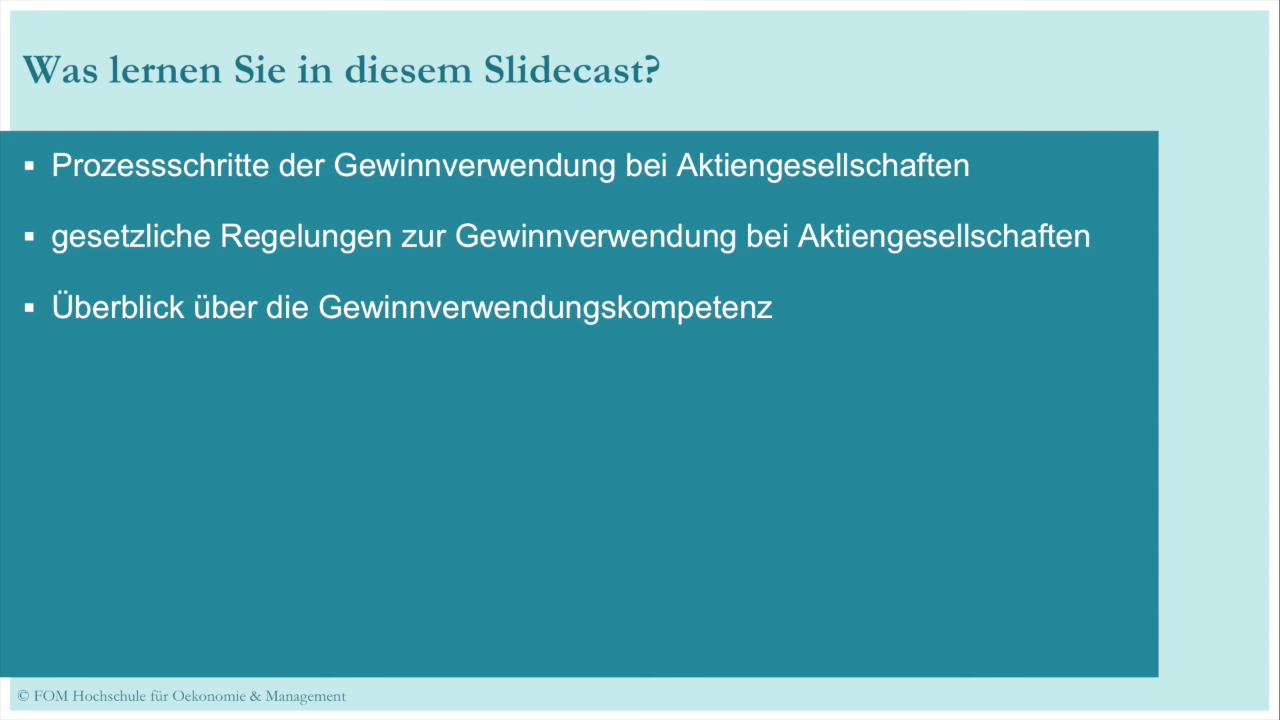 Was lernen Sie in diesem Slidecast?
▪ Prozessschritte der Gewinnverwendung bei Aktiengesellschaften
▪ gesetzliche Regelungen zur Gewinnverwendung bei Aktiengesellschaften
▪ Überblick über die Gewinnverwendungskompetenz
© FOM Hochschule für Oekonomie & Management